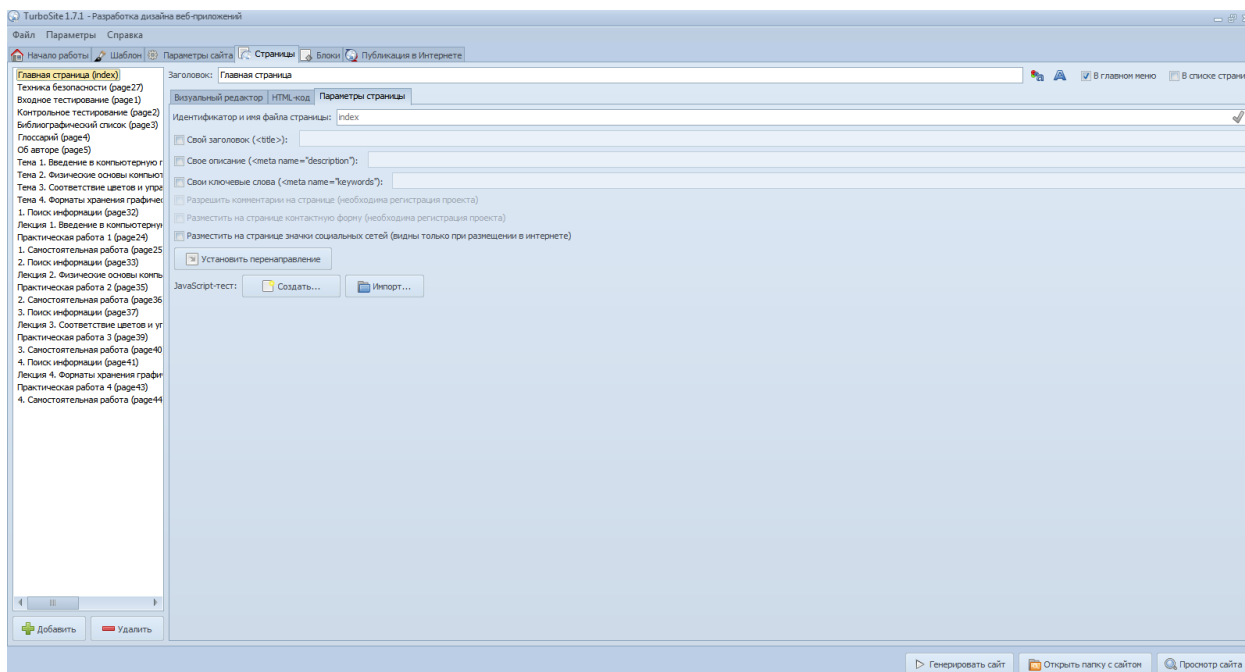 TurboSite 1.7.1 - Разработка дизайна веб-приложений
Файл Параметры Справка
Начало работы Шаблон Параметры сайта Страницы Блоки Публикация в Интернете
Главная страница (index)
Техника безопасности (page27)
Входное тестирование (page1)
Контрольное тестирование (page2)
Библиографический список (page3)
Глоссарий (page4)
Об авторе (page5)
Тема 1. Введение в компьютерную г
Тема 2. Физические основы компьют
Тема 3. Соответствие цветов и упра
Тема 4. Форматы хранения графичес
1. Поиск информации (page32)
Лекция 1. Введение в компьютерну
Практическая работа 1 (page24)
1. Самостоятельная работа (page25
2. Поиск информации (page33)
Лекция 2. Физические основы компь
Практическая работа 2 (page35)
2. Самостоятельная работа (page36
3. Поиск информации (page37)
Лекция 3. Соответствие цветов и уг
Практическая работа 3 (page39)
3. Самостоятельная работа (page40
4. Поиск информации (page41)
Лекция 4. Форматы хранения графи
Практическая работа 4 (page43)
4. Самостоятельная работа (page44
Добавить Удалить
Заголовок: Главная страница
В главном меню В списке страни
Визуальный редактор HTML-код Параметры страницы
Идентификатор и имя файла страницы: index
Свой заголовок (<title>):
Свое описание (<meta name="description"):
Свои ключевые слова (<meta name="keywords"):
Разрешить комментарии на странице (необходима регистрация проекта)
Разместить на странице контактную форму (необходима регистрация проекта)
Разместить на странице значки социальных сетей (видны только при размещении в интернете)
Установить перенаправление
JavaScript-тест: Создать... Импорт...
Генерировать сайт Открыть папку с сайтом Просмотр сайта